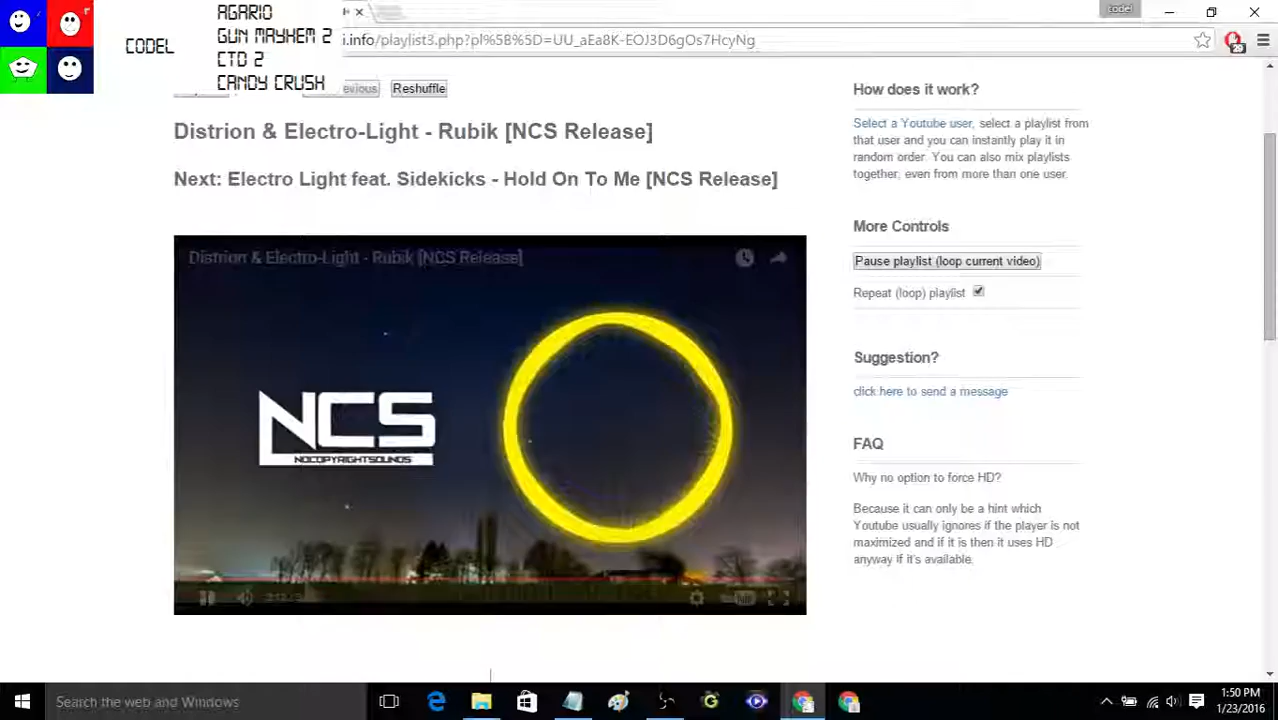 AGARIO
CODEL
GUN MAYHEM 2
CTD 2
CANDY CRUSH
codel
i.info/playlist3.php?pl%5B%5D=UU_aEa8K-EOJ3D6gOs7HcyNg
evious
Reshuffle
Distrion & Electro-Light - Rubik [NCS Release]
Next: Electro Light feat. Sidekicks - Hold On To Me [NCS Release]
Distrion & Electro-Light - Rubik [NCS Release]
NCS
NOCOPYRIGHTSOUNDS
How does it work?
Select a Youtube user, select a playlist from
that user and you can instantly play it in
random order. You can also mix playlists
together, even from more than one user.
More Controls
Pause playlist (loop current video)
Repeat (loop) playlist
Suggestion?
click here to send a message
FAQ
Why no option to force HD?
Because it can only be a hint which
Youtube usually ignores if the player is not
maximized and if it is then it uses HD
anyway if it's available.
Search the web and Windows
1:50 PM
1/23/2016